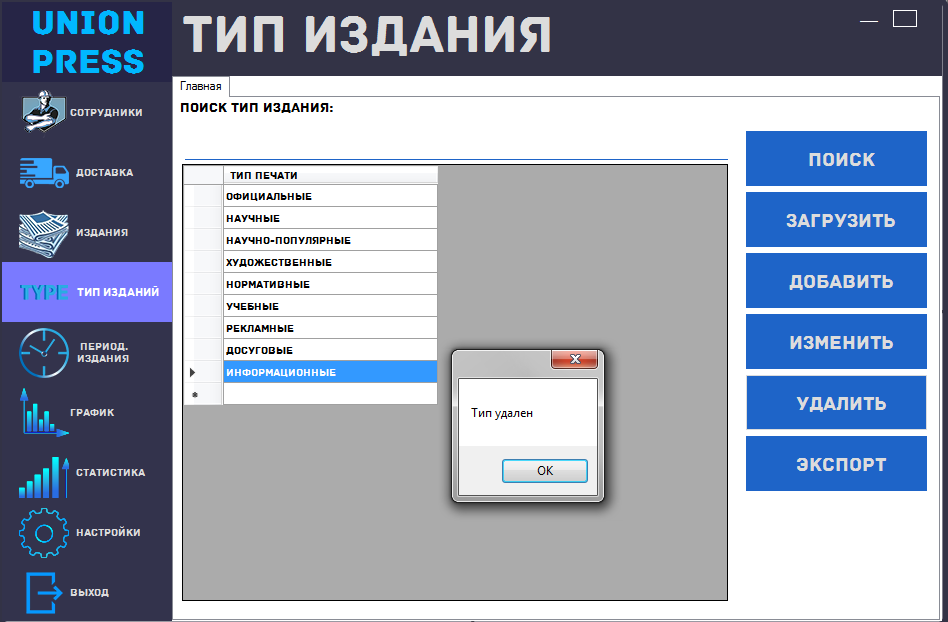 UNION
PRESS
ТИП ИЗДАНИЯ
СОТРУДНИКИ
ДОСТАВКА
ИЗДАНИЯ
TYPE ТИП ИЗДАНИЙ
ПЕРИОД.
ИЗДАНИЯ
ГРАФИК
СТАТИСТИКА
НАСТРОЙКИ
ВЫХОД
Главная
ПОИСК ТИП ИЗДАНИЯ:
ТИП ПЕЧАТИ
ОФИЦИАЛЬНЫЕ
НАУЧНЫЕ
НАУЧНО-ПОПУЛЯРНЫЕ
ХУДОЖЕСТВЕННЫЕ
НОРМАТИВНЫЕ
УЧЕБНЫЕ
РЕКЛАМНЫЕ
ДОСУГОВЫЕ
ИНФОРМАЦИОННЫЕ
Тип удален
OK
ПОИСК
ЗАГРУЗИТЬ
ДОБАВИТЬ
ИЗМЕНИТЬ
УДАЛИТЬ
ЭКСПОРТ